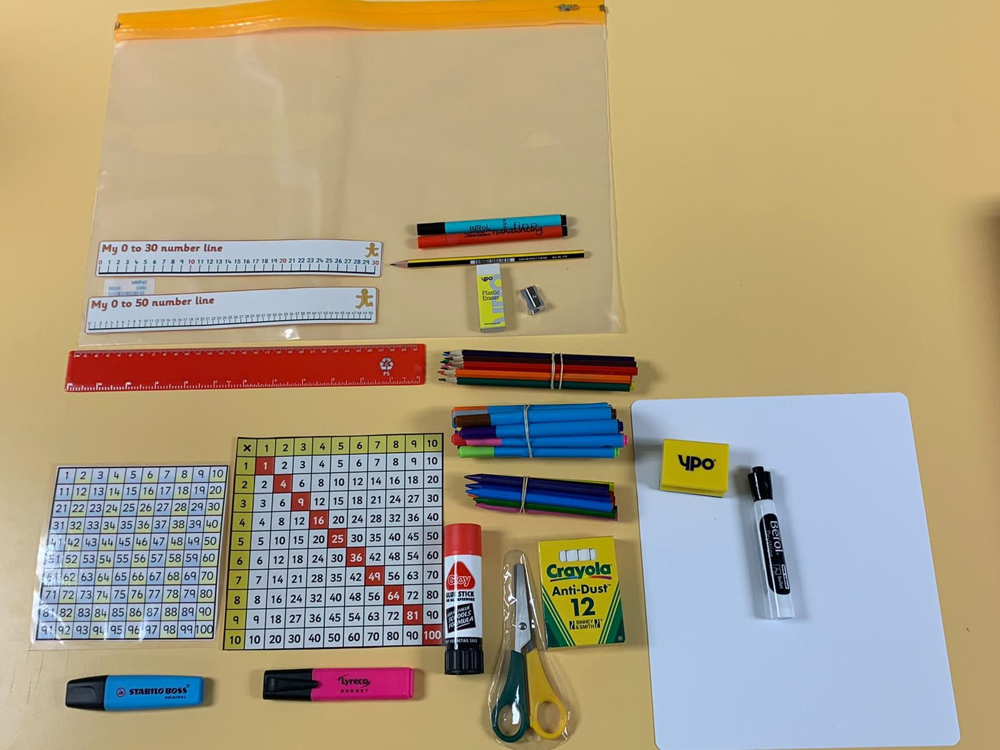 Berol
fine
Handwriting
My 0 to 30 number line
0 1 2 3 4 5 6 7 8 9 10 11 12 13 14 15 16 17 18 19 20 21 22 23 24 25 26 27 28 29 30
YPO
Plastic
Eraser
My 0 to 50 number line
PS
× 1 2 3 4 5 6 7 8 9 10
1 1 2 3 4 5 6 7 8 9 10
2 2 4 6 8 10 12 14 16 18 20
3 3 6 9 12 15 18 21 24 27 30
4 4 8 12 16 20 24 28 32 36 40
5 5 10 15 20 25 30 35 40 45 50
6 6 12 18 24 30 36 42 48 54 60
7 7 14 21 28 35 42 49 56 63 70
8 8 16 24 32 40 48 56 64 72 80
9 9 18 27 36 45 54 63 72 81 90
10 10 20 30 40 50 60 70 80 90 100
1 2 3 4 5 6 7 8 9 10
11 12 13 14 15 16 17 18 19 20
21 22 23 24 25 26 27 28 29 30
31 32 33 34 35 36 37 38 39 40
41 42 43 44 45 46 47 48 49 50
51 52 53 54 55 56 57 58 59 60
61 62 63 64 65 66 67 68 69 70
71 72 73 74 75 76 77 78 79 80
81 82 83 84 85 86 87 88 89 90
91 92 93 94 95 96 97 98 99 100
YPO
Berol
Drywipe
bullet
Gloy
GLUE STICK
GREAT VALUE
SCHOOLS
FORMULA
NOT FOR RETAIL SALE
Crayola
Anti-Dust™
12
BINNEY
& SMITH
STABILO BOSS
ORIGINAL
Lyreco
BUDGET